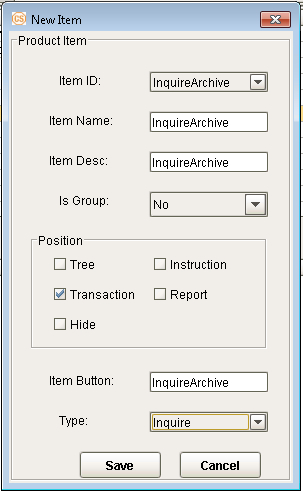 CS New Item
Product Item
Item ID: InquireArchive
Item Name: InquireArchive
Item Desc: InquireArchive
Is Group: No
Position
Tree Instruction
Transaction Report
Hide
Item Button: InquireArchive
Type: Inquire
Save Cancel